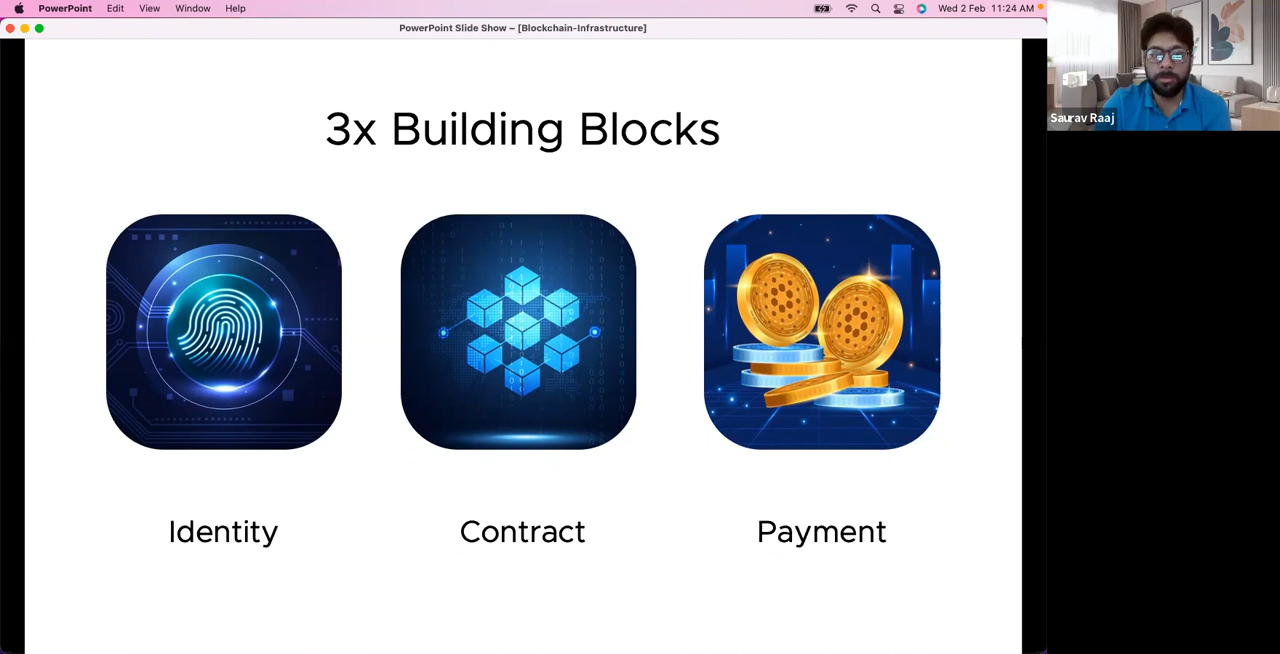 PowerPoint Edit View Window Help Wed 2 Feb 11:24 AM
PowerPoint Slide Show – [Blockchain-Infrastructure]
Saurav Raaj
3x Building Blocks
Identity Contract Payment